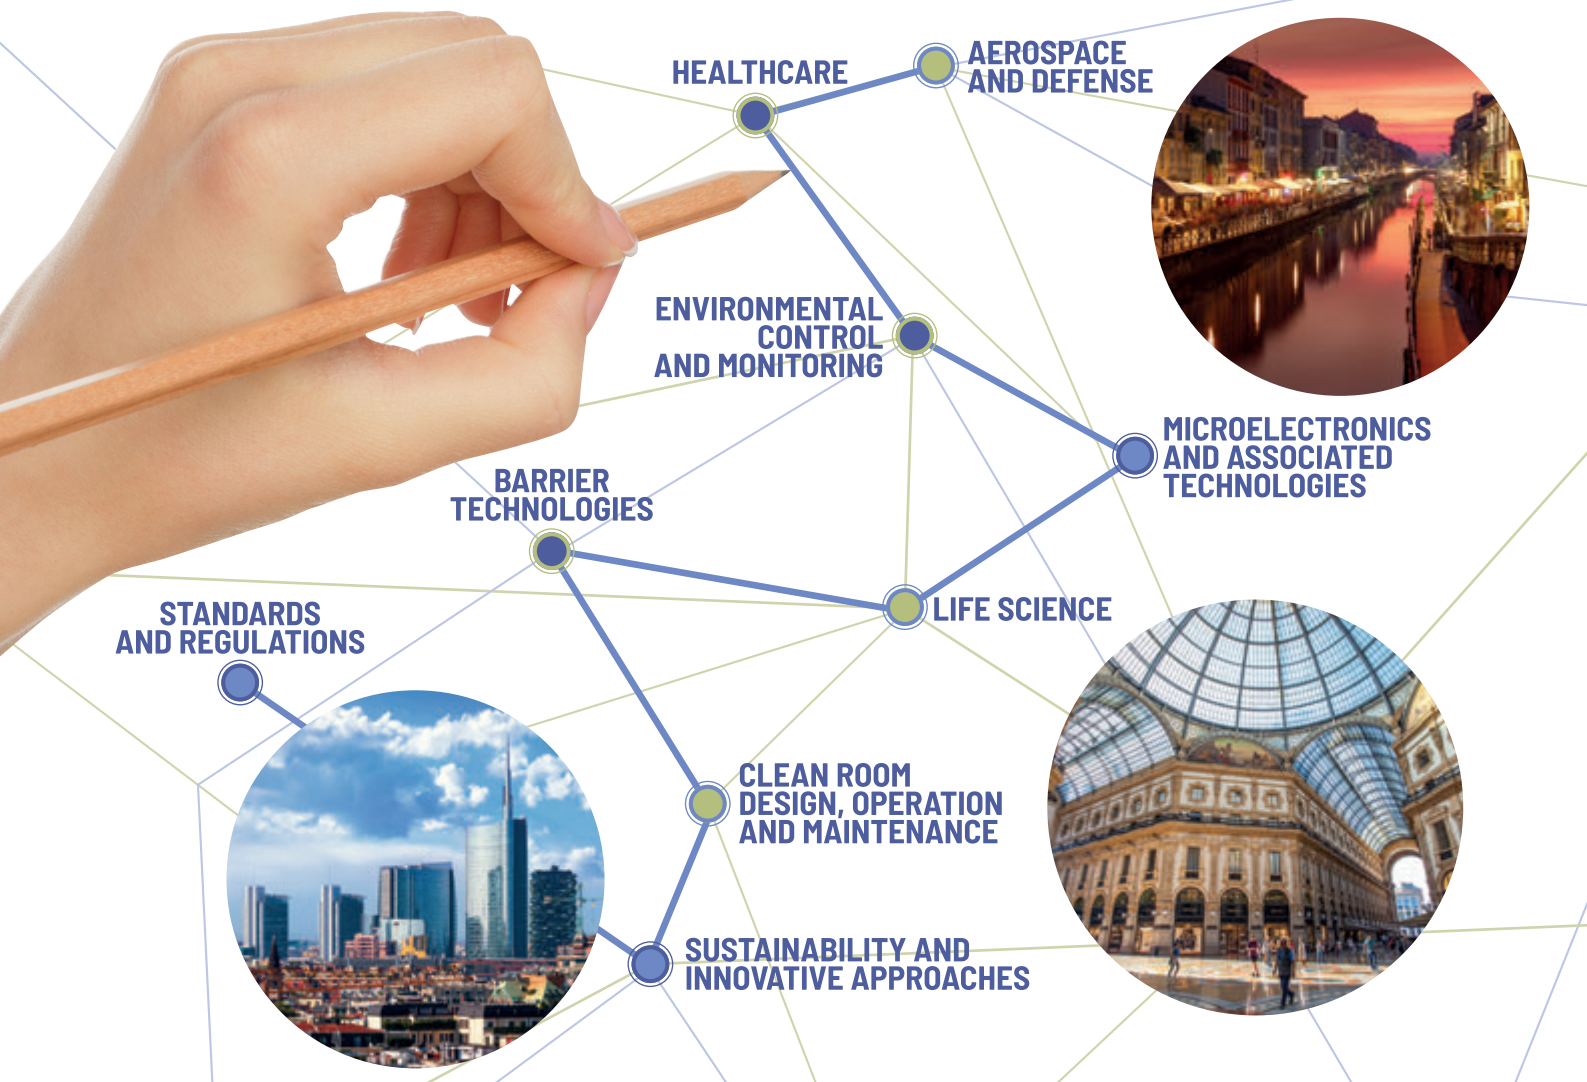 HEALTHCARE
AEROSPACE
AND DEFENSE
ENVIRONMENTAL
CONTROL
AND MONITORING
MICROELECTRONICS
AND ASSOCIATED
TECHNOLOGIES
BARRIER
TECHNOLOGIES
LIFE SCIENCE
STANDARDS
AND REGULATIONS
CLEAN ROOM
DESIGN, OPERATION
AND MAINTENANCE
SUSTAINABILITY AND
INNOVATIVE APPROACHES